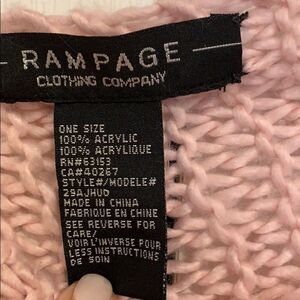 RAMPAGE
CLOTHING COMPANY
ONE SIZE
100% ACRYLIC
100% ACRYLIQUE
RN#63153
CA#40267
STYLE#/MODELE#
29AJHUD
MADE IN CHINA
FABRIQUE EN CHINE
SEE REVERSE FOR
CARE/
VOIR L'INVERSE POUR
LESS INSTRUCTIONS
DE SOIN